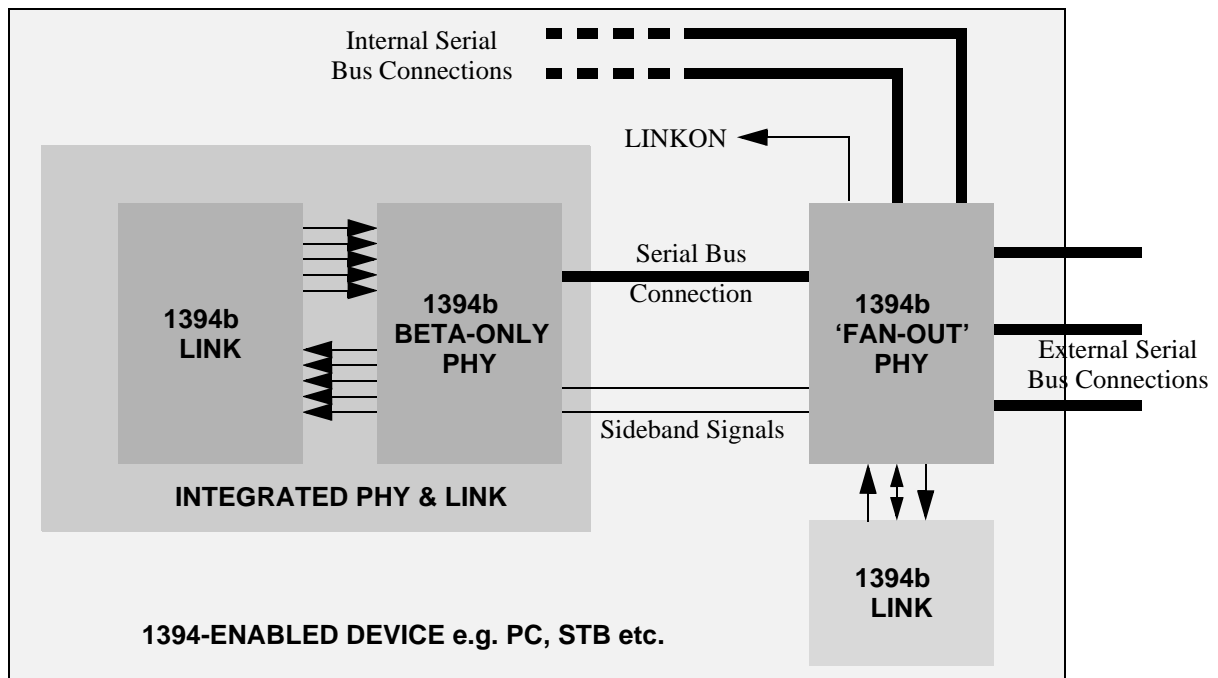 Internal Serial
Bus Connections
LINKON
1394b
LINK
1394b
BETA-ONLY
PHY
Serial Bus
Connection
Sideband Signals
1394b
‘FAN-OUT’
PHY
External Serial
Bus Connections
INTEGRATED PHY & LINK
1394b
LINK
1394-ENABLED DEVICE e.g. PC, STB etc.